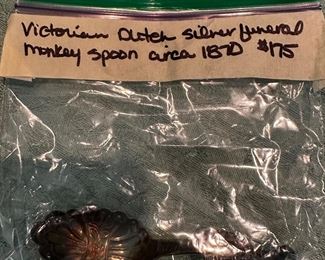 Victorian Dutch silver funeral
monkey spoon circa 1870 $175